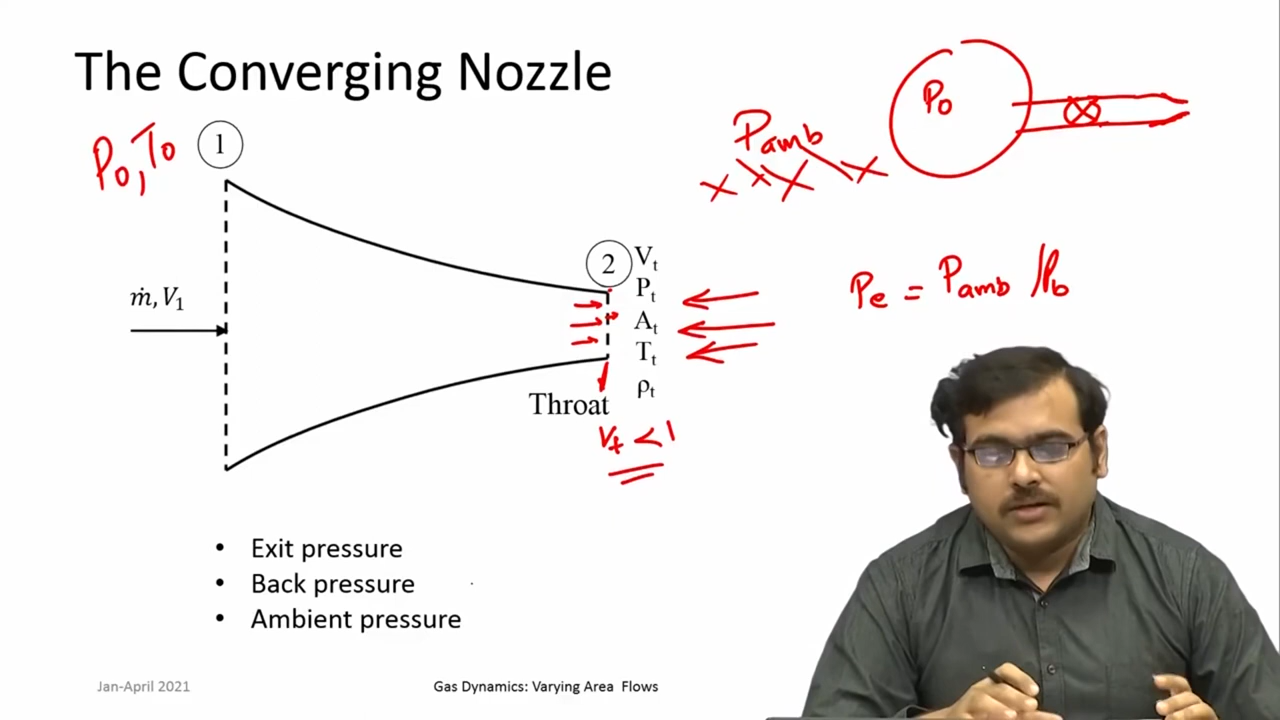 The Converging Nozzle
P₀, T₀
1
Pamb
P₀
ṁ, V₁
2
Vₜ
Pₜ
Aₜ
Tₜ
ρₜ
Pₑ = Pamb / Pb
Throat
Vₜ < 1
• Exit pressure
• Back pressure
• Ambient pressure
Jan-April 2021
Gas Dynamics: Varying Area Flows